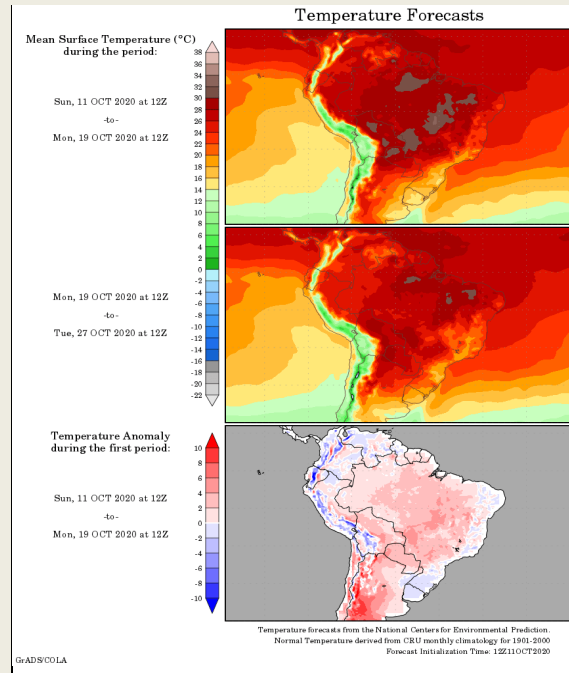 Temperature Forecasts
Mean Surface Temperature (°C)
during the period:
Sun, 11 OCT 2020 at 12Z
-to-
Mon, 19 OCT 2020 at 12Z
38
36
34
33
32
31
30
28
26
24
22
20
18
16
14
12
10
8
6
4
2
0
-2
-4
-6
-8
-10
-12
-14
-16
-18
-20
-22
Mon, 19 OCT 2020 at 12Z
-to-
Tue, 27 OCT 2020 at 12Z
Temperature Anomaly
during the first period:
Sun, 11 OCT 2020 at 12Z
-to-
Mon, 19 OCT 2020 at 12Z
10
8
6
4
2
0
-2
-4
-6
-8
-10
Temperature forecasts from the National Centers for Environmental Prediction.
Normal Temperature derived from CRU monthly climatology for 1901-2000
Forecast Initialization Time: 12Z11OCT2020
GrADS/COLA